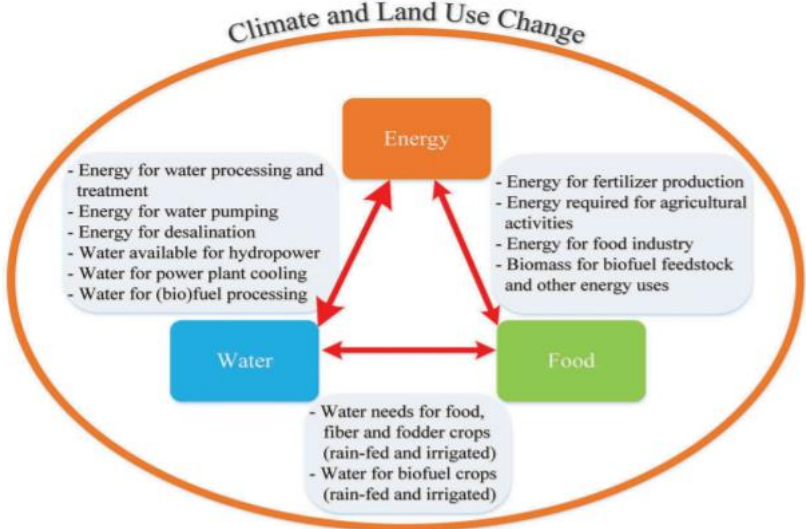 Climate and Land Use Change
Energy
- Energy for water processing and
treatment
- Energy for water pumping
- Energy for desalination
- Water available for hydropower
- Water for power plant cooling
- Water for (bio)fuel processing
- Energy for fertilizer production
- Energy required for agricultural
activities
- Energy for food industry
- Biomass for biofuel feedstock
and other energy uses
Water
Food
- Water needs for food,
fiber and fodder crops
(rain-fed and irrigated)
- Water for biofuel crops
(rain-fed and irrigated)